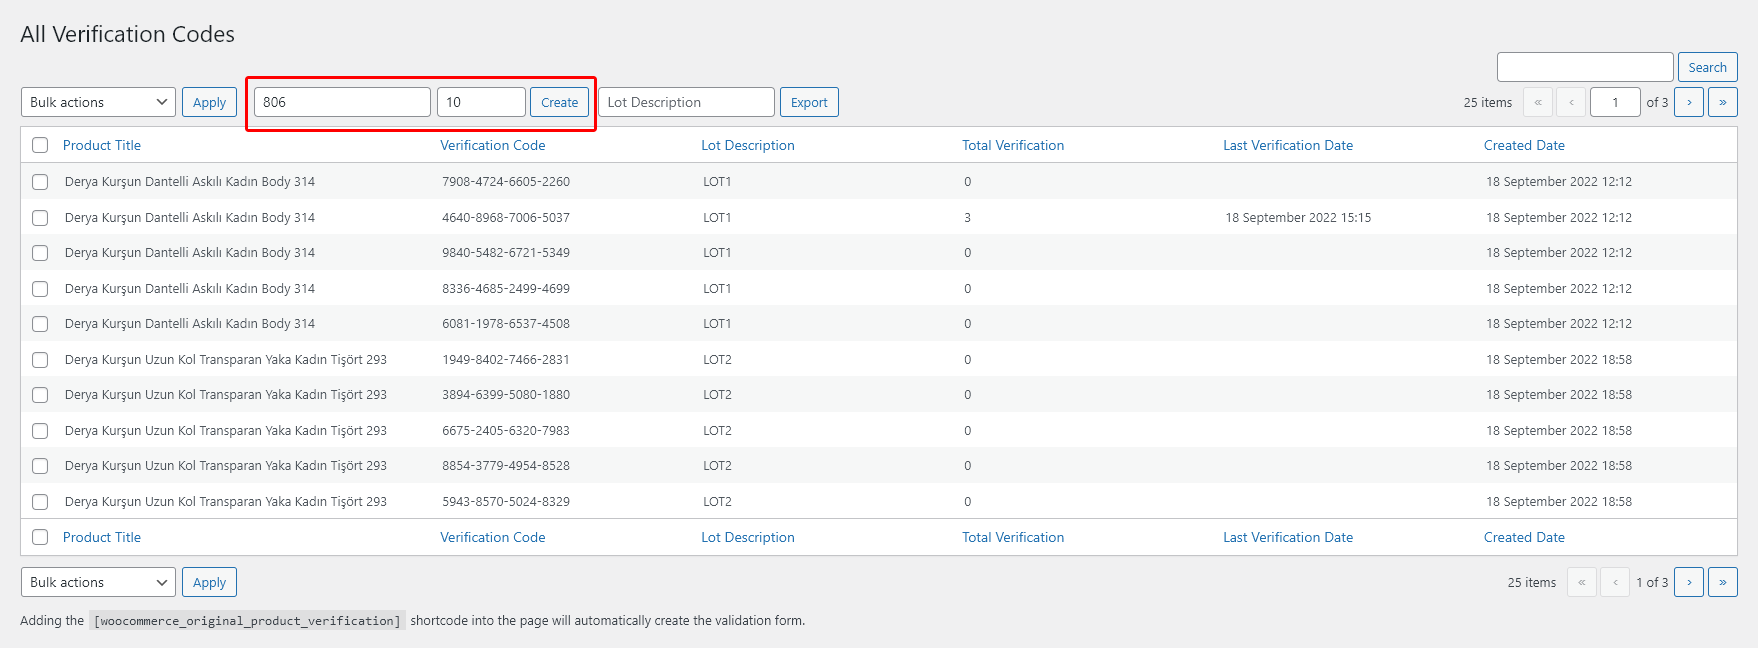 All Verification Codes
Search
Bulk actions Apply 806 10 Create Lot Description Export 25 items « ‹ 1 of 3 › »
Product Title Verification Code Lot Description Total Verification Last Verification Date Created Date
Derya Kurşun Dantelli Askılı Kadın Body 314 7908-4724-6605-2260 LOT1 0 18 September 2022 12:12
Derya Kurşun Dantelli Askılı Kadın Body 314 4640-8968-7006-5037 LOT1 3 18 September 2022 15:15 18 September 2022 12:12
Derya Kurşun Dantelli Askılı Kadın Body 314 9840-5482-6721-5349 LOT1 0 18 September 2022 12:12
Derya Kurşun Dantelli Askılı Kadın Body 314 8336-4685-2499-4699 LOT1 0 18 September 2022 12:12
Derya Kurşun Dantelli Askılı Kadın Body 314 6081-1978-6537-4508 LOT1 0 18 September 2022 12:12
Derya Kurşun Uzun Kol Transparan Yaka Kadın Tişört 293 1949-8402-7466-2831 LOT2 0 18 September 2022 18:58
Derya Kurşun Uzun Kol Transparan Yaka Kadın Tişört 293 3894-6399-5080-1880 LOT2 0 18 September 2022 18:58
Derya Kurşun Uzun Kol Transparan Yaka Kadın Tişört 293 6675-2405-6320-7983 LOT2 0 18 September 2022 18:58
Derya Kurşun Uzun Kol Transparan Yaka Kadın Tişört 293 8854-3779-4954-8528 LOT2 0 18 September 2022 18:58
Derya Kurşun Uzun Kol Transparan Yaka Kadın Tişört 293 5943-8570-5024-8329 LOT2 0 18 September 2022 18:58
Product Title Verification Code Lot Description Total Verification Last Verification Date Created Date
Bulk actions Apply 25 items « ‹ 1 of 3 › »
Adding the [woocommerce_original_product_verification] shortcode into the page will automatically create the validation form.